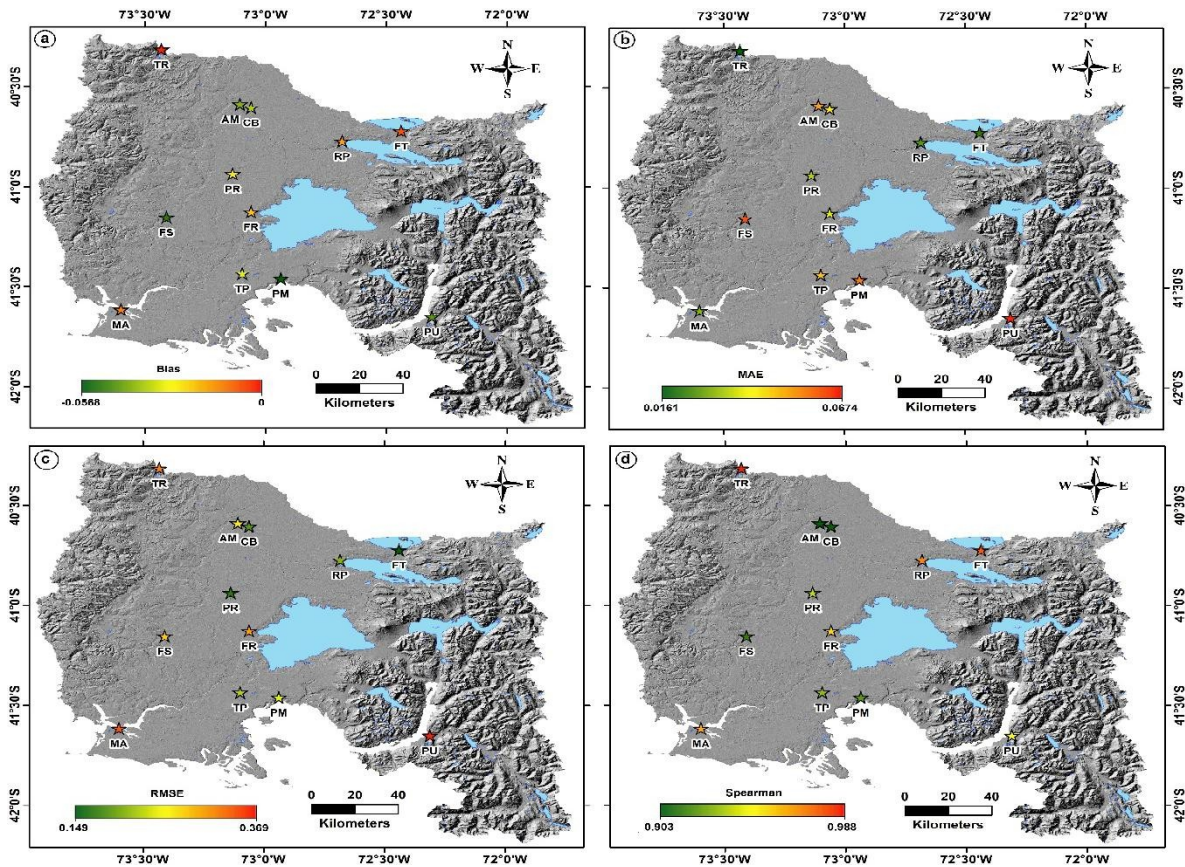 73°30'W 73°0'W 72°30'W 72°0'W 73°30'W 73°0'W 72°30'W 72°0'W
a b
N N
W E W E
S S
TR TR
40°30'S 40°30'S
AM CB AM CB
RP FT RP FT
PR PR
41°0'S 41°0'S
FS FR FS FR
41°30'S 41°30'S
TP PM TP PM
MA PU MA PU
Bias MAE
-0.0568 0 0.0161 0.0674
0 20 40 0 20 40
Kilometers Kilometers
42°0'S 42°0'S
c d
N N
W E W E
S S
TR TR
40°30'S 40°30'S
AM CB AM CB
RP FT RP FT
PR PR
41°0'S 41°0'S
FS FR FS FR
41°30'S 41°30'S
TP PM TP PM
MA PU MA PU
RMSE Spearman
0.149 0.369 0.903 0.988
0 20 40 0 20 40
Kilometers Kilometers
42°0'S 42°0'S
73°30'W 73°0'W 72°30'W 72°0'W 73°30'W 73°0'W 72°30'W 72°0'W